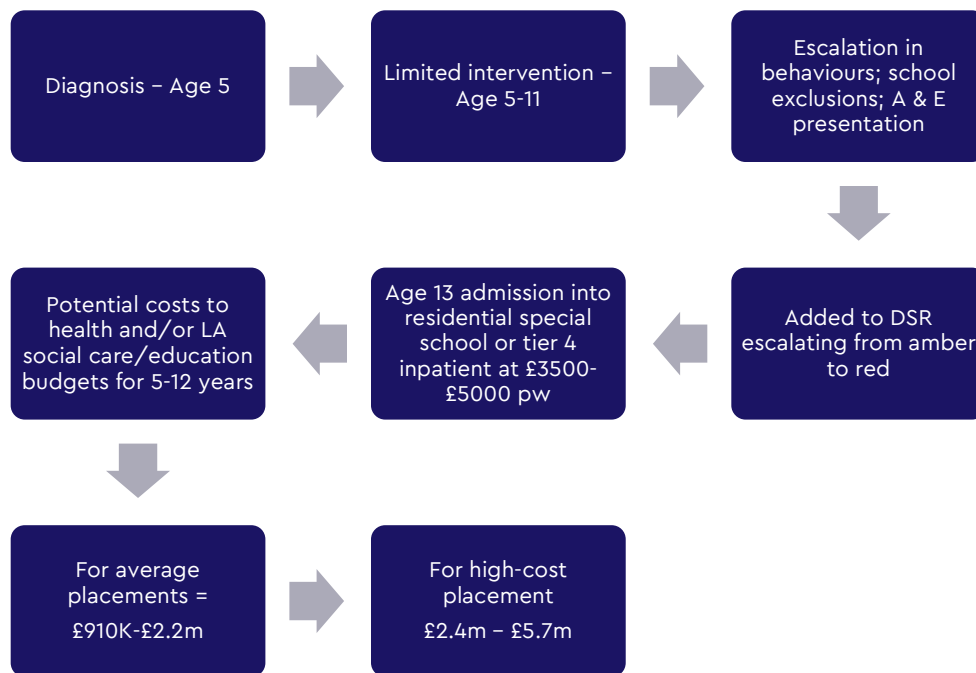 Diagnosis – Age 5
Limited intervention –
Age 5-11
Escalation in
behaviours; school
exclusions; A & E
presentation
Added to DSR
escalating from amber
to red
Age 13 admission into
residential special
school or tier 4
inpatient at £3500-
£5000 pw
Potential costs to
health and/or LA
social care/education
budgets for 5-12 years
For average
placements =
£910K-£2.2m
For high-cost
placement
£2.4m – £5.7m